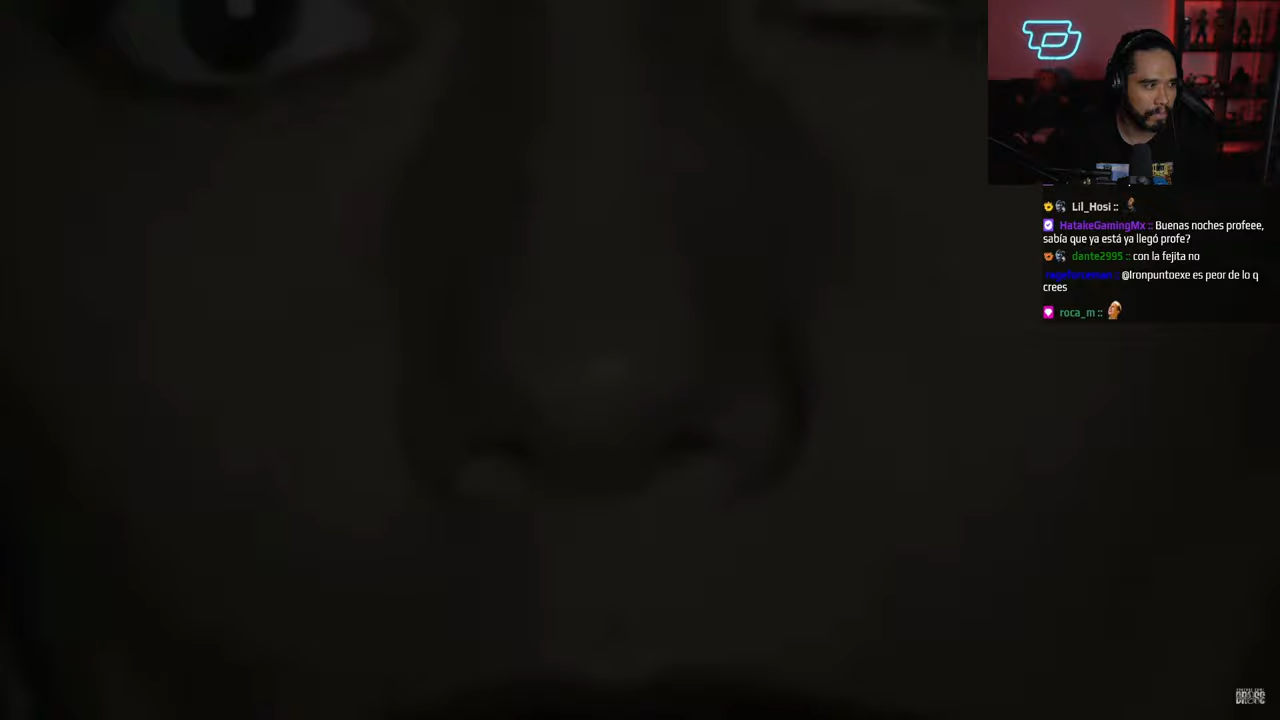 Lil_Hosi ::
HatakeGamingMx :: Buenas noches profeee,
sabía que ya está ya llegó profe?
dante2995 :: con la fejita no
@Ironpuntoexe es peor de lo q
crees
roca_m ::
DROSS